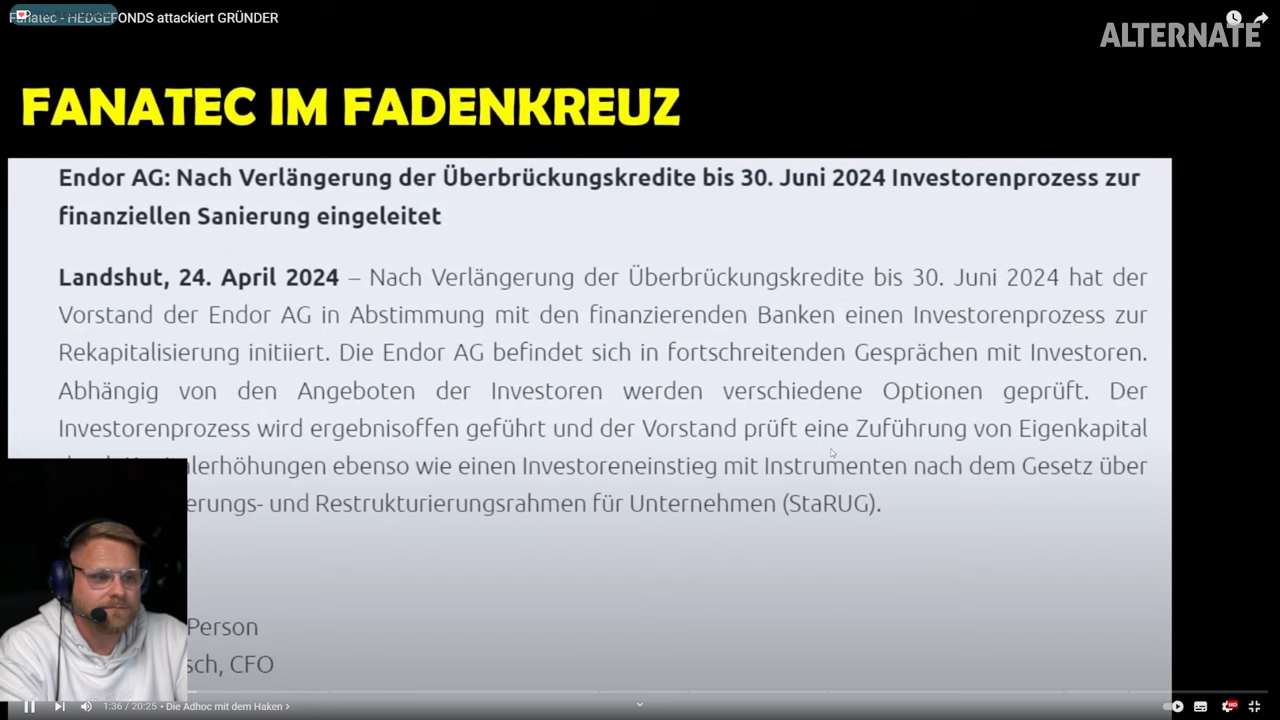 Fanatec - HEDGEFONDS attackiert GRÜNDER
ALTERNATE
FANATEC IM FADENKREUZ
Endor AG: Nach Verlängerung der Überbrückungskredite bis 30. Juni 2024 Investorenprozess zur
finanziellen Sanierung eingeleitet
Landshut, 24. April 2024 – Nach Verlängerung der Überbrückungskredite bis 30. Juni 2024 hat der
Vorstand der Endor AG in Abstimmung mit den finanzierenden Banken einen Investorenprozess zur
Rekapitalisierung initiiert. Die Endor AG befindet sich in fortschreitenden Gesprächen mit Investoren.
Abhängig von den Angeboten der Investoren werden verschiedene Optionen geprüft. Der
Investorenprozess wird ergebnisoffen geführt und der Vorstand prüft eine Zuführung von Eigenkapital
alerhöhungen ebenso wie einen Investoreneinstieg mit Instrumenten nach dem Gesetz über
erungs- und Restrukturierungsrahmen für Unternehmen (StaRUG).
Person
sch, CFO
1:36 / 20:25 • Die Adhoc mit dem Haken
HD